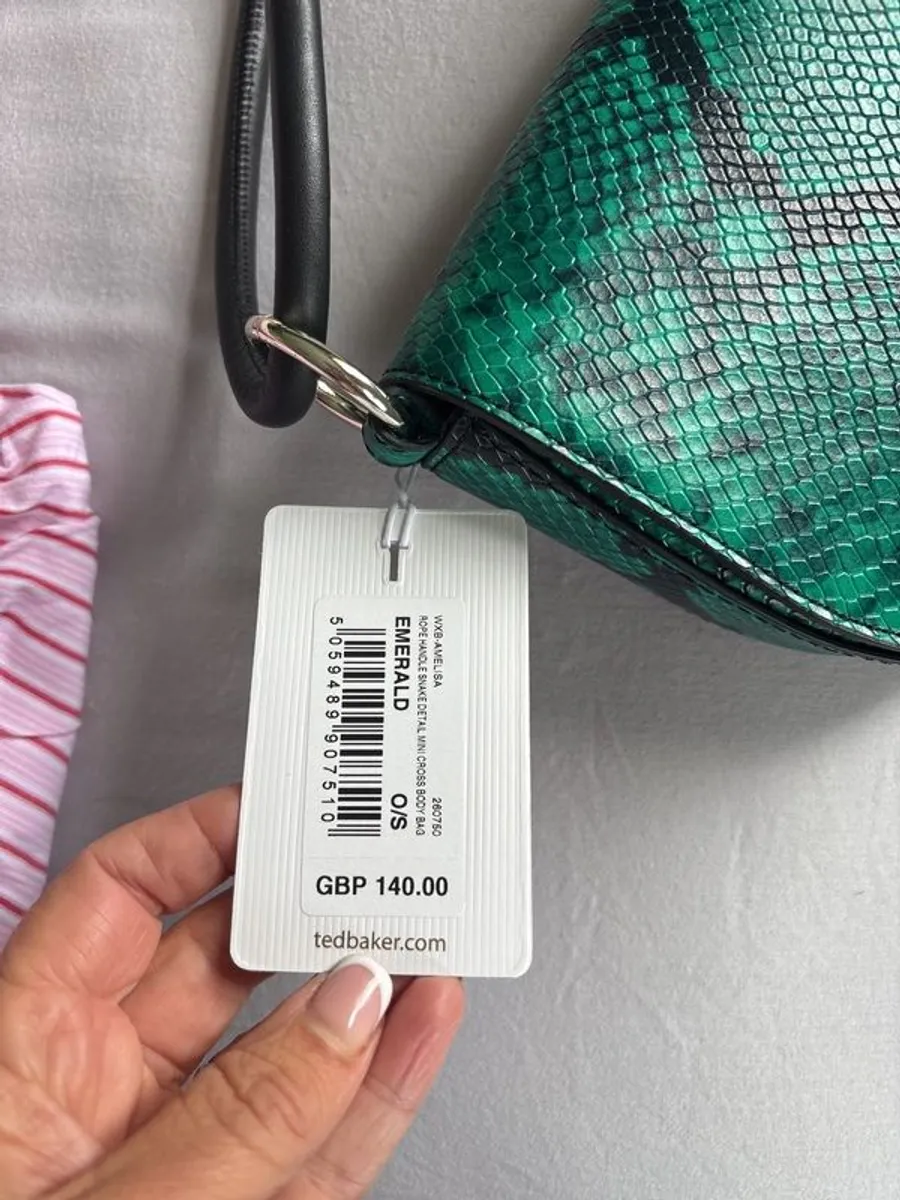 WXB-AMELISA 260750
ROPE HANDLE SNAKE DETAIL MINI CROSS BODY BAG
EMERALD O/S
5 059489 907510
GBP 140.00
tedbaker.com